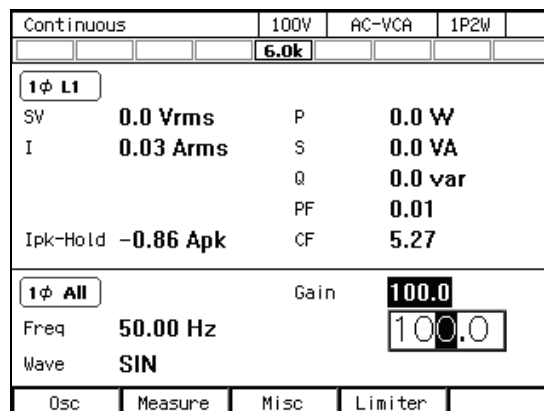 Continuous 100V AC-VCA 1P2W
6.0k
1ϕ L1
SV 0.0 Vrms P 0.0 W
I 0.03 Arms S 0.0 VA
Q 0.0 var
PF 0.01
Ipk-Hold -0.86 Apk CF 5.27
1ϕ All Gain 100.0
Freq 50.00 Hz 100.0
Wave SIN
Osc Measure Misc Limiter